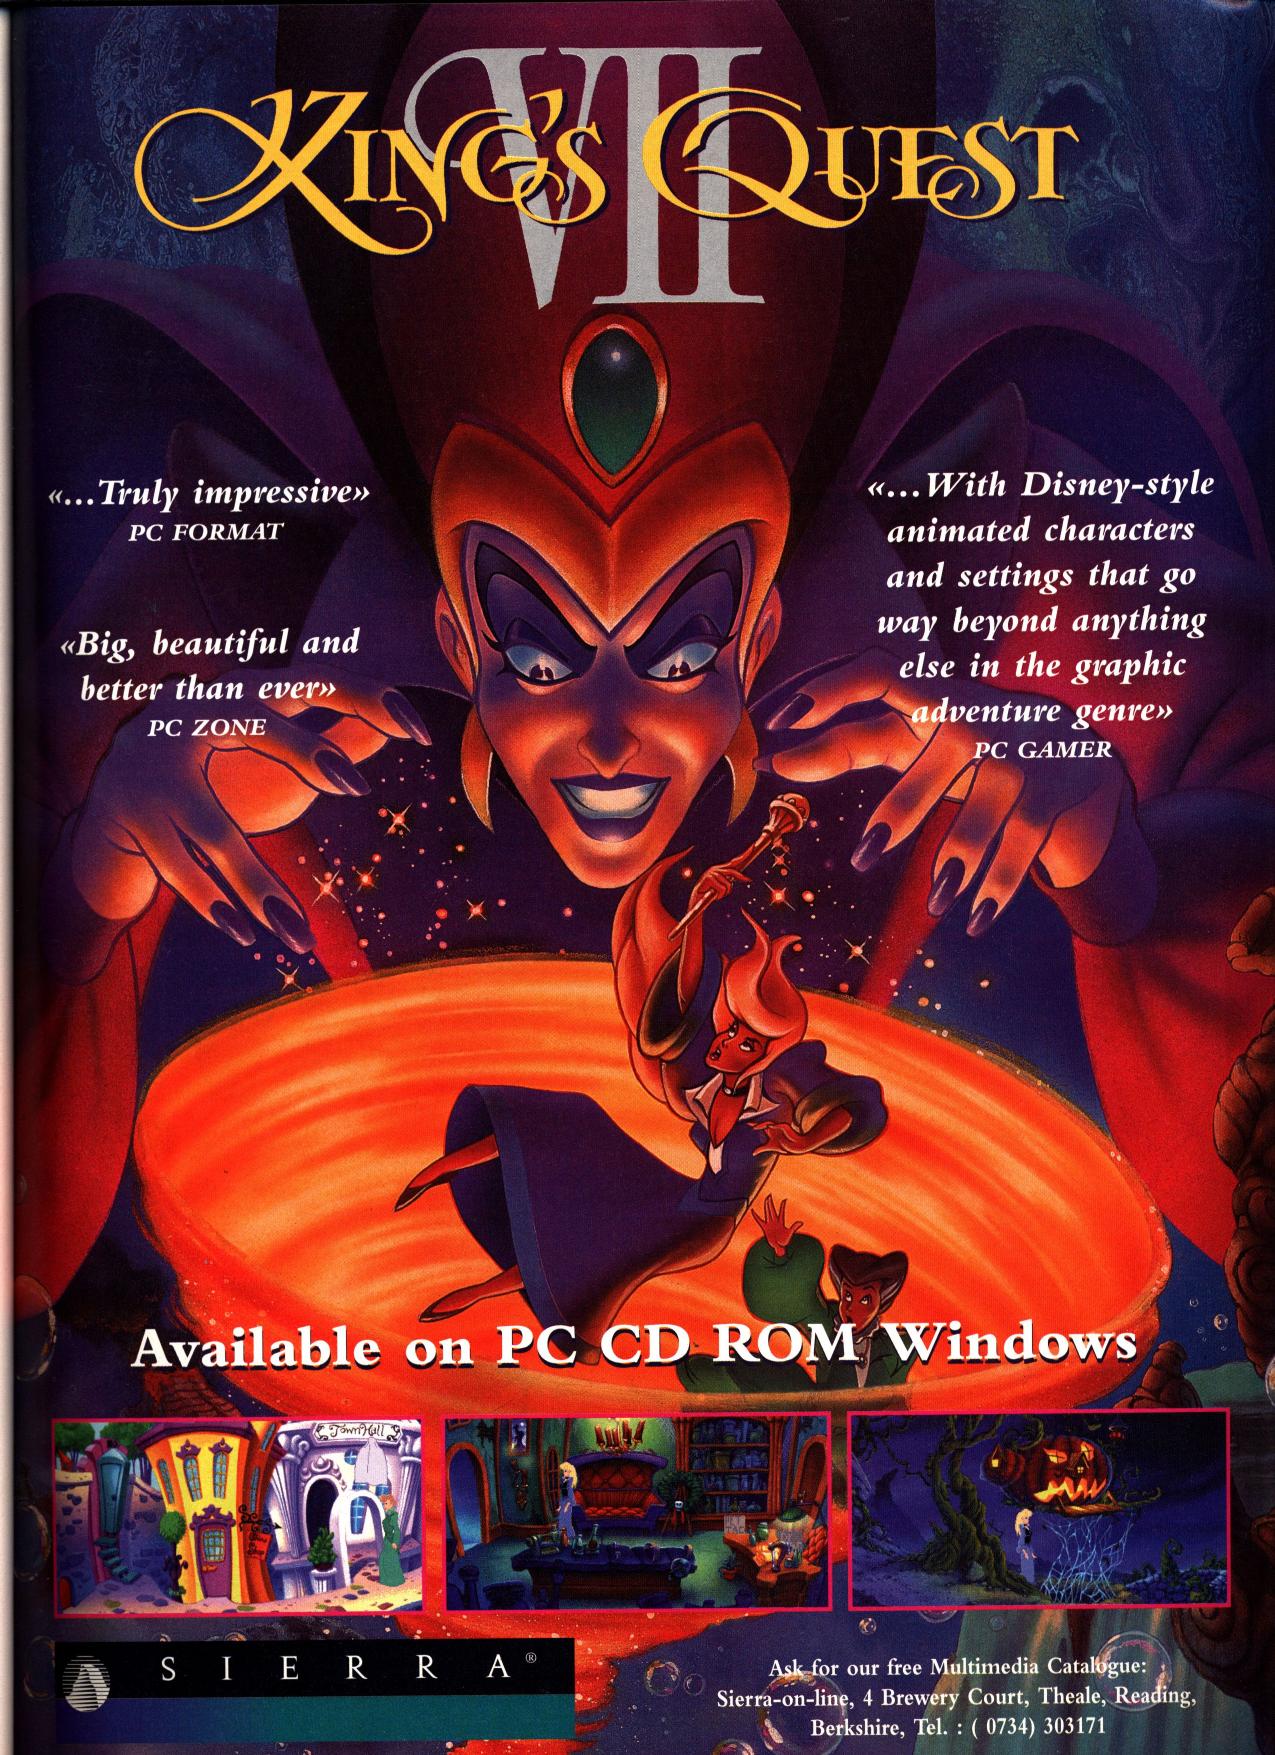 VII
KING'S QUEST
«...Truly impressive»
PC FORMAT
«Big, beautiful and
better than ever»
PC ZONE
«...With Disney-style
animated characters
and settings that go
way beyond anything
else in the graphic
adventure genre»
PC GAMER
Available on PC CD ROM Windows
Town Hall
SIERRA®
Ask for our free Multimedia Catalogue:
Sierra-on-line, 4 Brewery Court, Theale, Reading,
Berkshire, Tel. : ( 0734) 303171